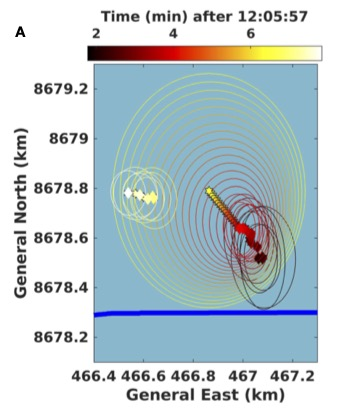 A
Time (min) after 12:05:57
2 4 6
8679.2
8679
8678.8
8678.6
8678.4
8678.2
General North (km)
466.4 466.6 466.8 467 467.2
General East (km)